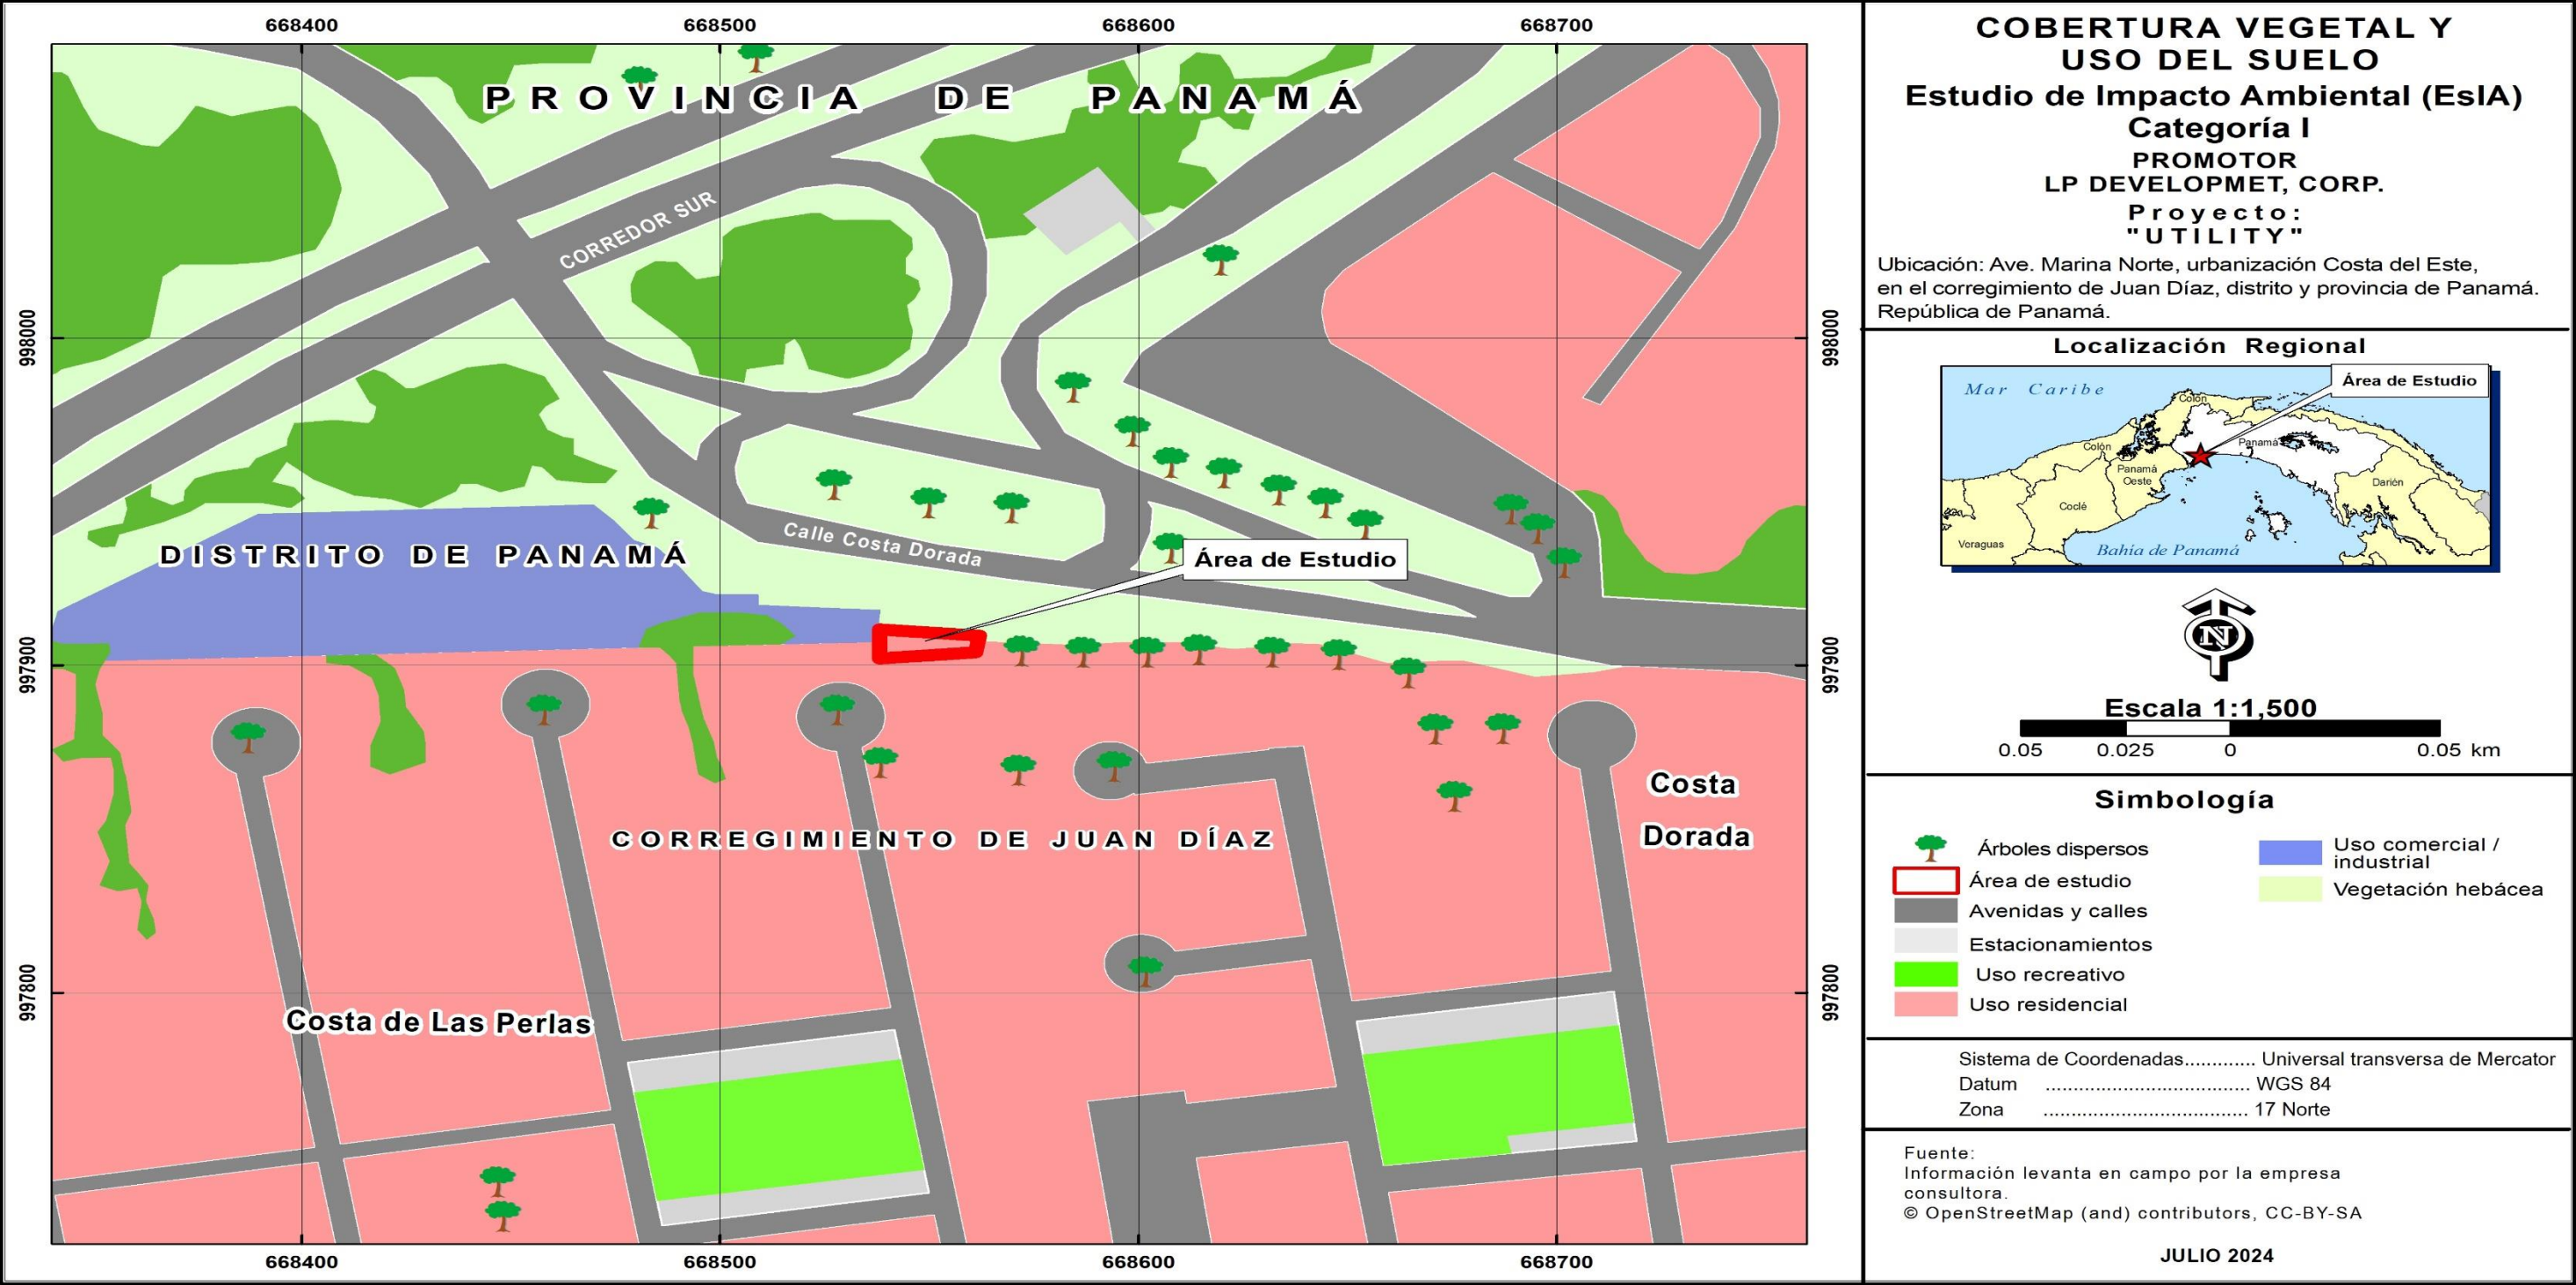 668400
668500
668600
668700
PROVINCIA DE PANAMÁ
CORREDOR SUR
998000
998000
DISTRITO DE PANAMÁ
Calle Costa Dorada
Área de Estudio
997900
997900
Costa
Dorada
CORREGIMIENTO DE JUAN DÍAZ
997800
997800
Costa de Las Perlas
668400
668500
668600
668700
COBERTURA VEGETAL Y
USO DEL SUELO
Estudio de Impacto Ambiental (EsIA)
Categoría I
PROMOTOR
LP DEVELOPMET, CORP.
Proyecto:
"UTILITY"
Ubicación: Ave. Marina Norte, urbanización Costa del Este,
en el corregimiento de Juan Díaz, distrito y provincia de Panamá.
República de Panamá.
Localización Regional
Mar Caribe
Área de Estudio
Colón
Colón
Panamá
Panamá
Oeste
Darién
Coclé
Voraguas
Bahía de Panamá
N
Escala 1:1,500
0.05 0.025 0 0.05 km
Simbología
Árboles dispersos
Área de estudio
Avenidas y calles
Estacionamientos
Uso recreativo
Uso residencial
Uso comercial /
industrial
Vegetación hebácea
Sistema de Coordenadas............. Universal transversa de Mercator
Datum ..................................... WGS 84
Zona ..................................... 17 Norte
Fuente:
Información levanta en campo por la empresa
consultora.
© OpenStreetMap (and) contributors, CC-BY-SA
JULIO 2024